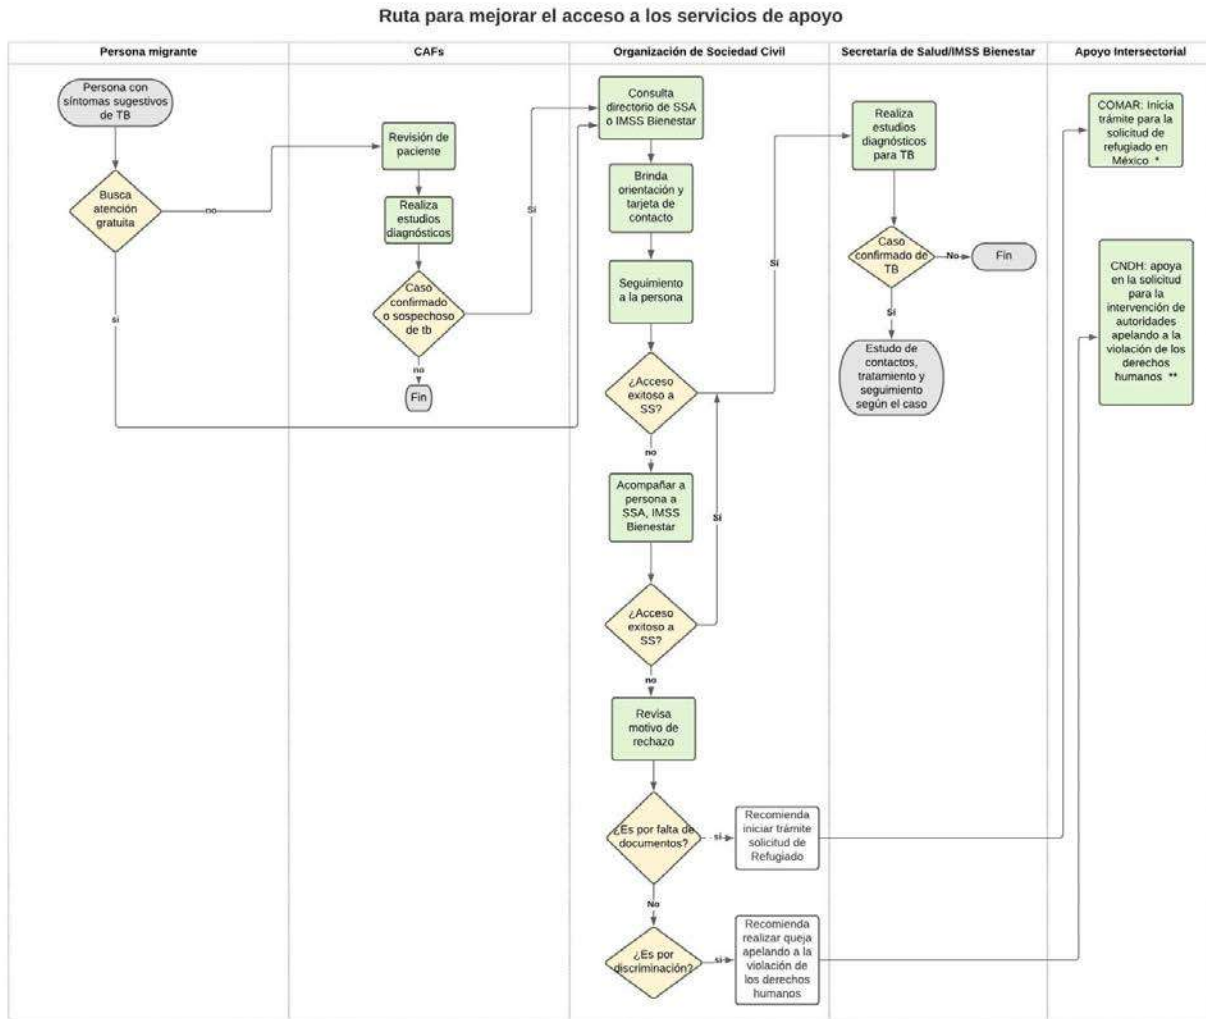 Ruta para mejorar el acceso a los servicios de apoyo
Persona migrante
CAFs
Organización de Sociedad Civil
Secretaría de Salud/IMSS Bienestar
Apoyo Intersectorial
Persona con
síntomas sugestivos
de TB
Busca
atención
gratuita
no
si
Revisión de
paciente
Realiza
estudios
diagnósticos
Caso
confirmado
o sospechoso
de tb
Sí
no
Fin
Consulta
directorio de SSA
o IMSS Bienestar
Brinda
orientación y
tarjeta de
contacto
Seguimiento
a la persona
¿Acceso
exitoso a
SS?
Sí
no
Acompañar a
persona a
SSA, IMSS
Bienestar
Sí
¿Acceso
exitoso a
SS?
no
Revisa
motivo de
rechazo
¿Es por falta de
documentos?
si
Recomienda
iniciar trámite
solicitud de
Refugiado
No
¿Es por
discriminación?
si
Recomienda
realizar queja
apelando a la
violación de
los derechos
humanos
Realiza
estudios
diagnósticos
para TB
Caso
confirmado de
TB
No
Fin
Sí
Estudo de
contactos,
tratamiento y
seguimiento
según el caso
COMAR: Inicia
trámite para la
solicitud de
refugiado en
México *
CNDH: apoya
en la solicitud
para la
intervención de
autoridades
apelando a la
violación de los
derechos
humanos **